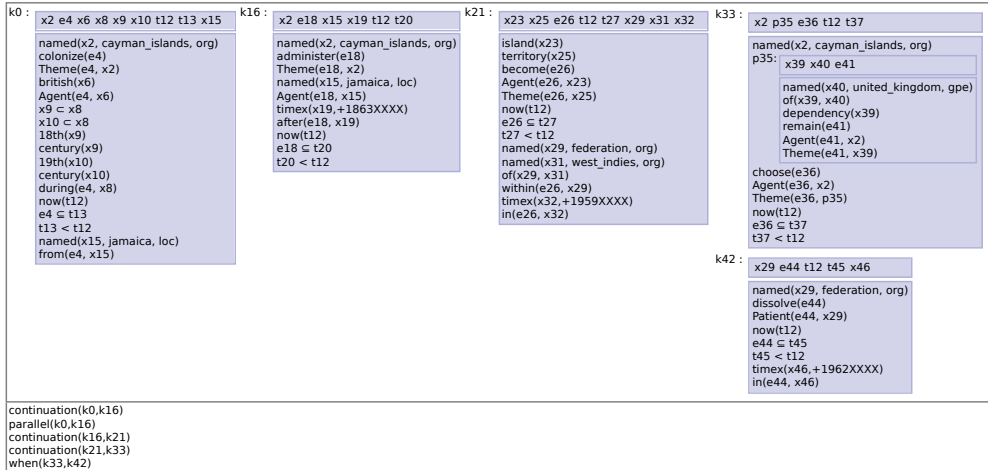 k0 :
x2 e4 x6 x8 x9 x10 t12 t13 x15
named(x2, cayman_islands, org)
colonize(e4)
Theme(e4, x2)
british(x6)
Agent(e4, x6)
x9 ⊂ x8
x10 ⊂ x8
18th(x9)
century(x9)
19th(x10)
century(x10)
during(e4, x8)
now(t12)
e4 ⊆ t13
t13 < t12
named(x15, jamaica, loc)
from(e4, x15)
k16 :
x2 e18 x15 x19 t12 t20
named(x2, cayman_islands, org)
administer(e18)
Theme(e18, x2)
named(x15, jamaica, loc)
Agent(e18, x15)
timex(x19,+1863XXXX)
after(e18, x19)
now(t12)
e18 ⊆ t20
t20 < t12
k21 :
x23 x25 e26 t12 t27 x29 x31 x32
island(x23)
territory(x25)
become(e26)
Agent(e26, x23)
Theme(e26, x25)
now(t12)
e26 ⊆ t27
t27 < t12
named(x29, federation, org)
named(x31, west_indies, org)
of(x29, x31)
within(e26, x29)
timex(x32,+1959XXXX)
in(e26, x32)
k33 :
x2 p35 e36 t12 t37
named(x2, cayman_islands, org)
p35:
x39 x40 e41
named(x40, united_kingdom, gpe)
of(x39, x40)
dependency(x39)
remain(e41)
Agent(e41, x2)
Theme(e41, x39)
choose(e36)
Agent(e36, x2)
Theme(e36, p35)
now(t12)
e36 ⊆ t37
t37 < t12
k42 :
x29 e44 t12 t45 x46
named(x29, federation, org)
dissolve(e44)
Patient(e44, x29)
now(t12)
e44 ⊆ t45
t45 < t12
timex(x46,+1962XXXX)
in(e44, x46)
continuation(k0,k16)
parallel(k0,k16)
continuation(k16,k21)
continuation(k21,k33)
when(k33,k42)